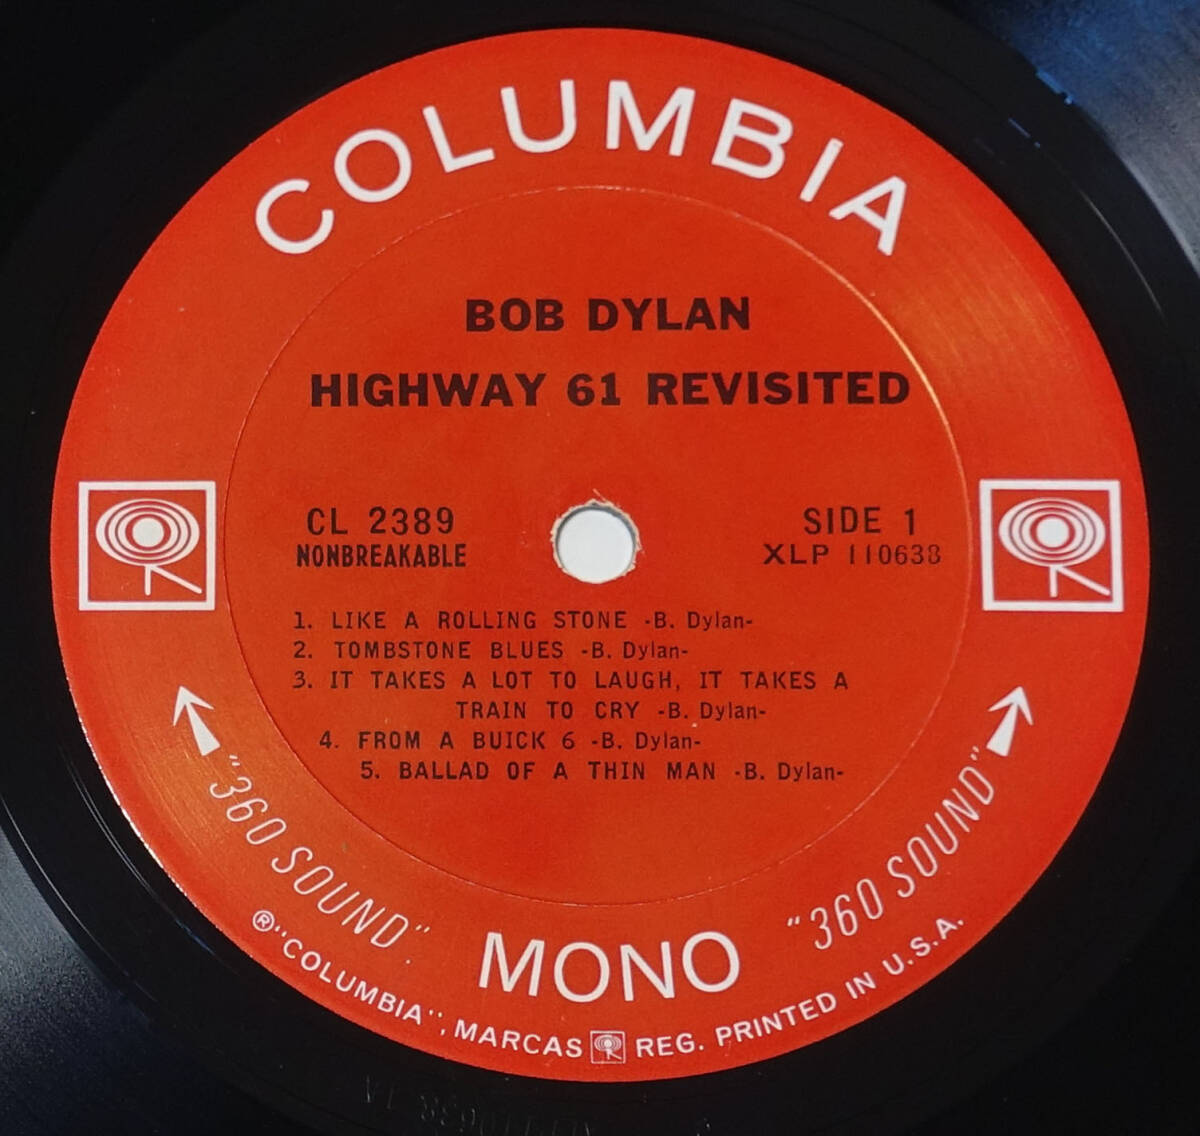 COLUMBIA
BOB DYLAN
HIGHWAY 61 REVISITED
CL 2389
NONBREAKABLE
SIDE 1
XLP 110638
1. LIKE A ROLLING STONE -B. Dylan-
2. TOMBSTONE BLUES -B. Dylan-
3. IT TAKES A LOT TO LAUGH, IT TAKES A
TRAIN TO CRY -B. Dylan-
4. FROM A BUICK 6 -B. Dylan-
5. BALLAD OF A THIN MAN -B. Dylan-
"360 SOUND"
MONO
"360 SOUND"
® "COLUMBIA", MARCAS REG. PRINTED IN U.S.A.